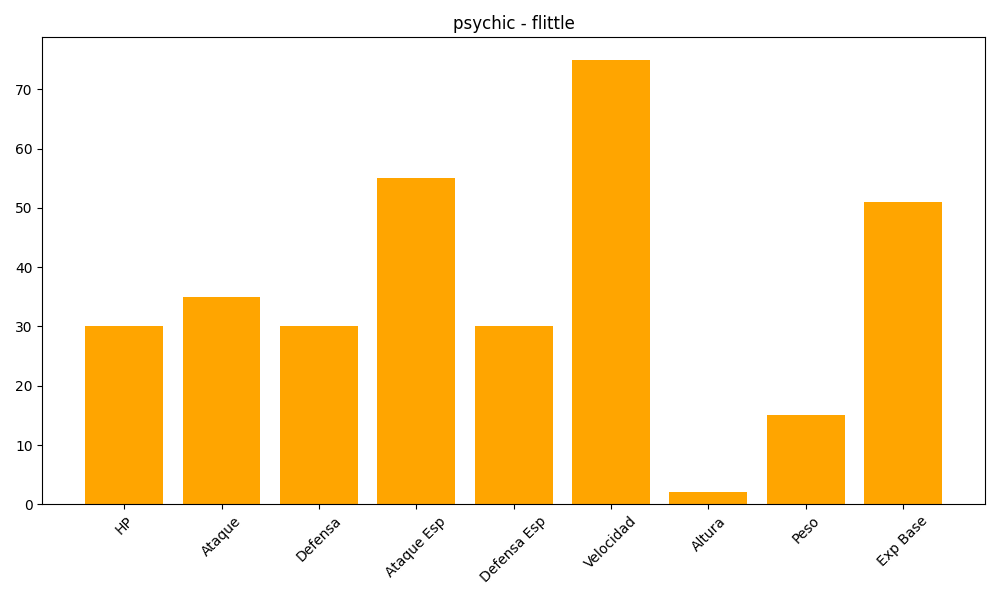 psychic - flittle
70
60
50
40
30
20
10
0
HP
Ataque
Defensa
Ataque Esp
Defensa Esp
Velocidad
Altura
Peso
Exp Base